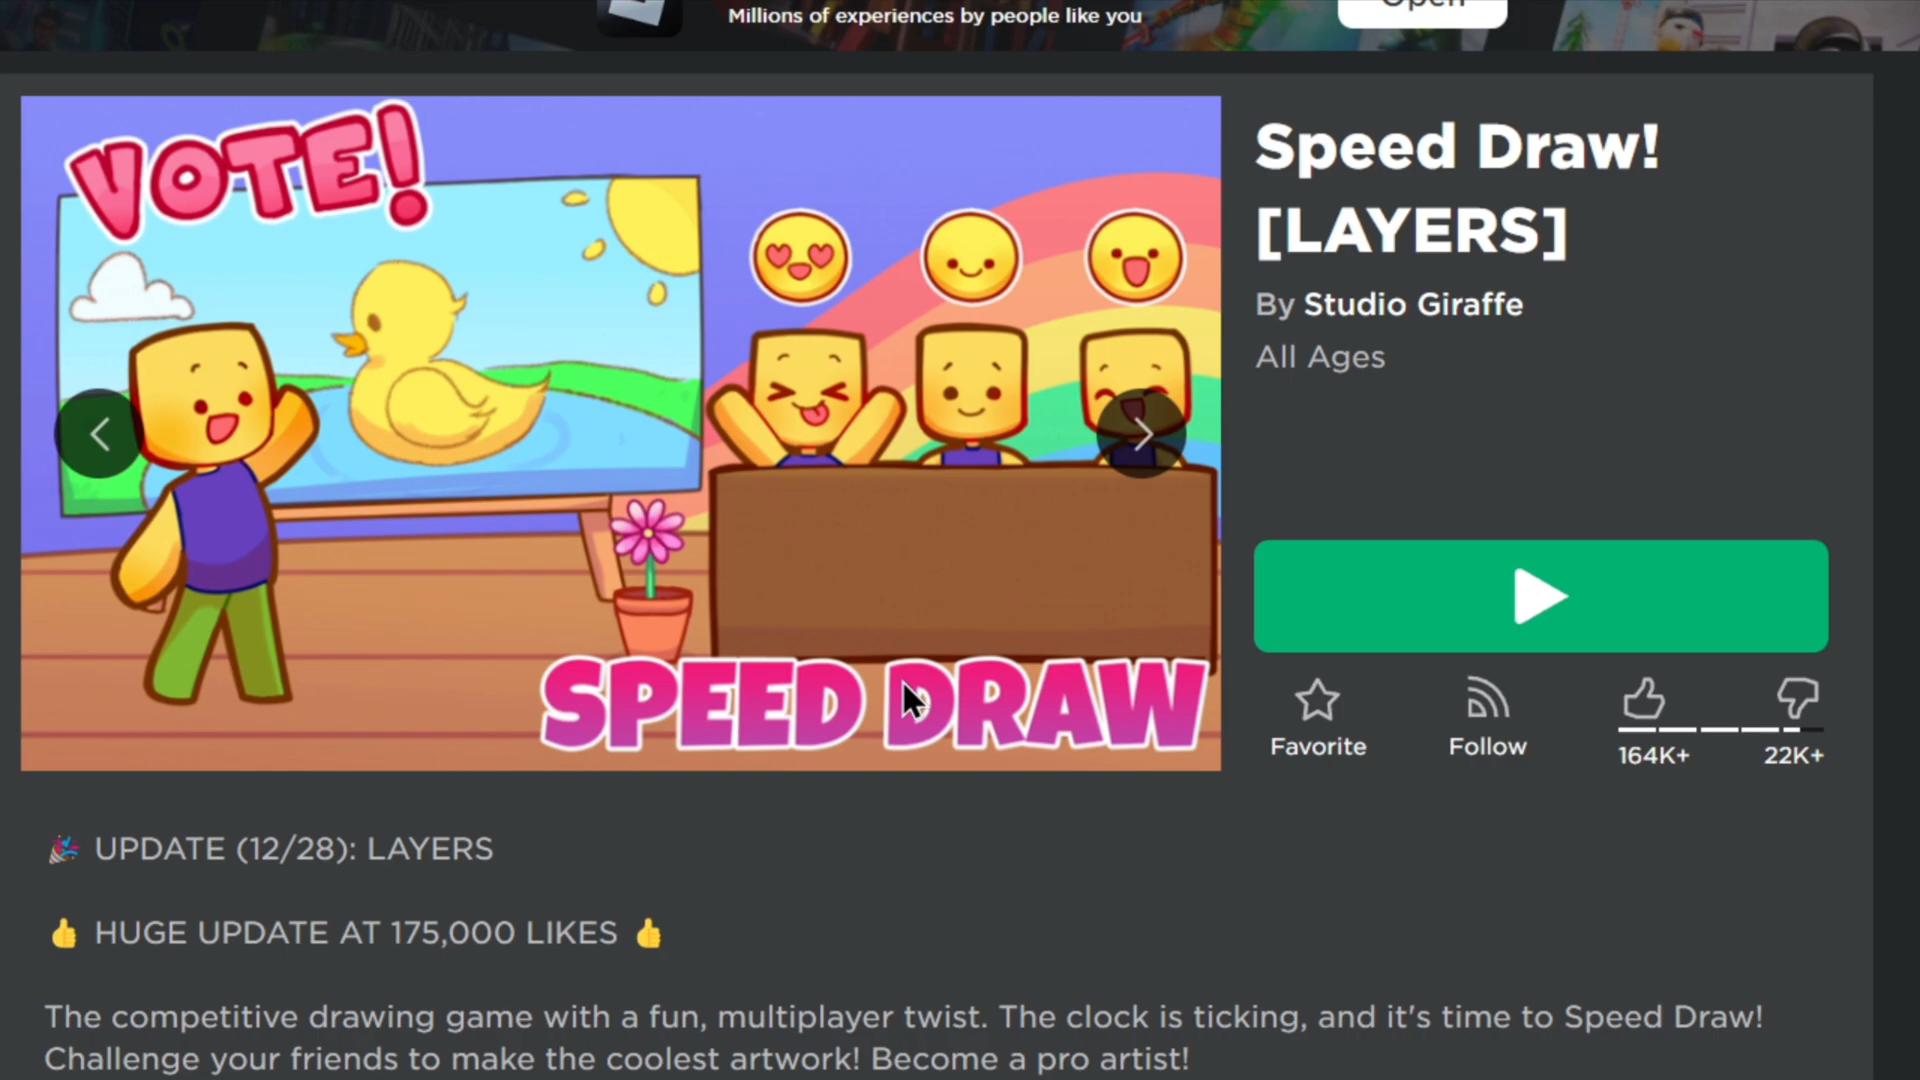 Millions of experiences by people like you
Open
VOTE!
SPEED DRAW
Speed Draw!
[LAYERS]
By Studio Giraffe
All Ages
Favorite
Follow
164K+
22K+
🎉 UPDATE (12/28): LAYERS
👍 HUGE UPDATE AT 175,000 LIKES 👍
The competitive drawing game with a fun, multiplayer twist. The clock is ticking, and it's time to Speed Draw!
Challenge your friends to make the coolest artwork! Become a pro artist!